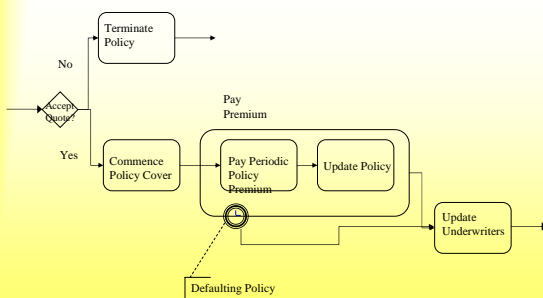 Terminate
Policy
No
Accept
Quote?
Pay
Premium
Yes
Commence
Policy Cover
Pay Periodic
Policy
Premium
Update Policy
Update
Underwriters
Defaulting Policy